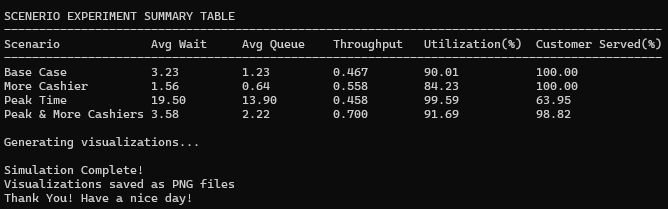 SCENERIO EXPERIMENT SUMMARY TABLE
Scenario Avg Wait Avg Queue Throughput Utilization(%) Customer Served(%)
Base Case 3.23 1.23 0.467 90.01 100.00
More Cashier 1.56 0.64 0.558 84.23 100.00
Peak Time 19.50 13.90 0.458 99.59 63.95
Peak & More Cashiers 3.58 2.22 0.700 91.69 98.82
Generating visualizations...
Simulation Complete!
Visualizations saved as PNG files
Thank You! Have a nice day!